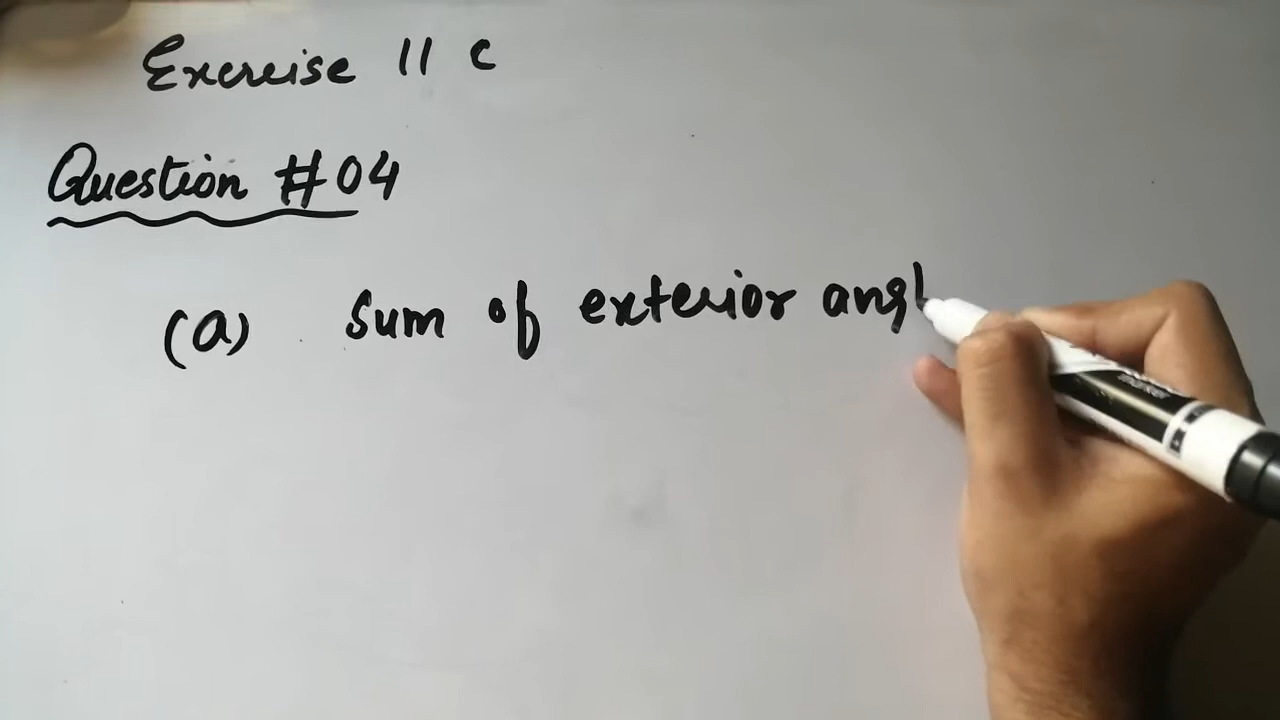 Exercise 11 c
Question #04
(a) Sum of exterior angl